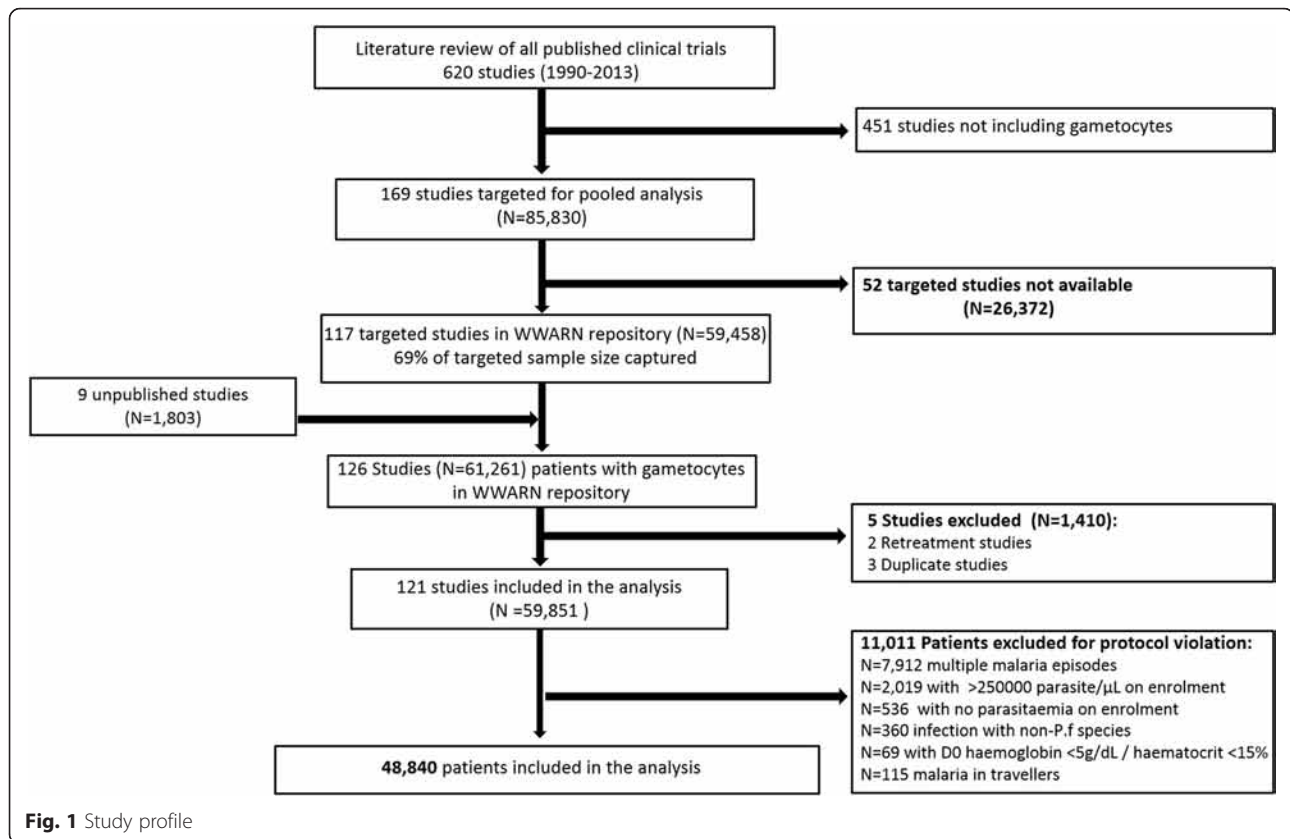 Literature review of all published clinical trials
620 studies (1990-2013)
451 studies not including gametocytes
169 studies targeted for pooled analysis
(N=85,830)
52 targeted studies not available
(N=26,372)
117 targeted studies in WWARN repository (N=59,458)
69% of targeted sample size captured
9 unpublished studies
(N=1,803)
126 Studies (N=61,261) patients with gametocytes
in WWARN repository
5 Studies excluded (N=1,410):
2 Retreatment studies
3 Duplicate studies
121 studies included in the analysis
(N =59,851 )
11,011 Patients excluded for protocol violation:
N=7,912 multiple malaria episodes
N=2,019 with >250000 parasite/µL on enrolment
N=536 with no parasitaemia on enrolment
N=360 infection with non-P.f species
N=69 with D0 haemoglobin <5g/dL / haematocrit <15%
N=115 malaria in travellers
48,840 patients included in the analysis
Fig. 1 Study profile